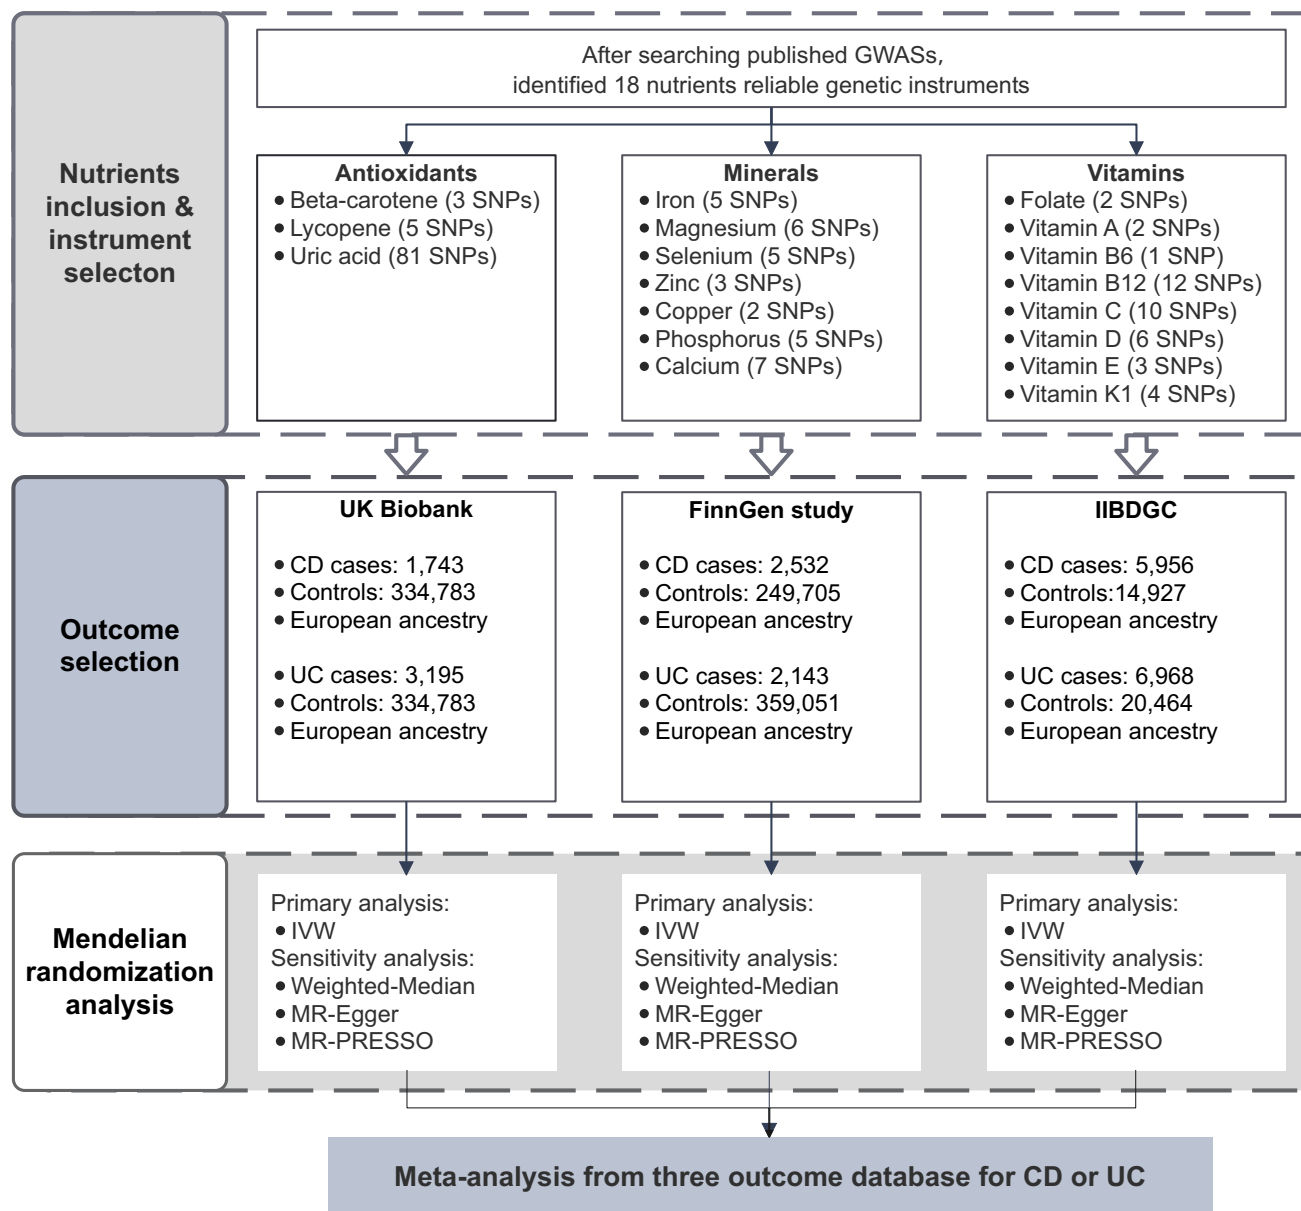 After searching published GWASs,
identified 18 nutrients reliable genetic instruments
Nutrients
inclusion &
instrument
selecton
Antioxidants
• Beta-carotene (3 SNPs)
• Lycopene (5 SNPs)
• Uric acid (81 SNPs)
Minerals
• Iron (5 SNPs)
• Magnesium (6 SNPs)
• Selenium (5 SNPs)
• Zinc (3 SNPs)
• Copper (2 SNPs)
• Phosphorus (5 SNPs)
• Calcium (7 SNPs)
Vitamins
• Folate (2 SNPs)
• Vitamin A (2 SNPs)
• Vitamin B6 (1 SNP)
• Vitamin B12 (12 SNPs)
• Vitamin C (10 SNPs)
• Vitamin D (6 SNPs)
• Vitamin E (3 SNPs)
• Vitamin K1 (4 SNPs)
Outcome
selection
UK Biobank
• CD cases: 1,743
• Controls: 334,783
• European ancestry
• UC cases: 3,195
• Controls: 334,783
• European ancestry
FinnGen study
• CD cases: 2,532
• Controls: 249,705
• European ancestry
• UC cases: 2,143
• Controls: 359,051
• European ancestry
IIBDGC
• CD cases: 5,956
• Controls:14,927
• European ancestry
• UC cases: 6,968
• Controls: 20,464
• European ancestry
Mendelian
randomization
analysis
Primary analysis:
• IVW
Sensitivity analysis:
• Weighted-Median
• MR-Egger
• MR-PRESSO
Primary analysis:
• IVW
Sensitivity analysis:
• Weighted-Median
• MR-Egger
• MR-PRESSO
Primary analysis:
• IVW
Sensitivity analysis:
• Weighted-Median
• MR-Egger
• MR-PRESSO
Meta-analysis from three outcome database for CD or UC